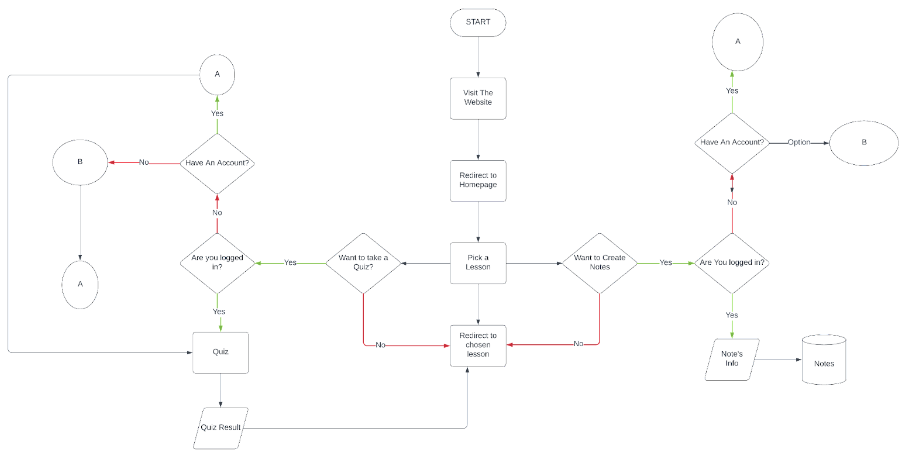 START
A
A
Visit The
Website
Yes
Yes
Have An Account?
Option
B
B
No
Have An Account?
Redirect to
Homepage
A
No
No
Are you logged
in?
Yes
Want to take a
Quiz?
Pick a
Lesson
Want to Create
Notes
Yes
Are You logged in?
Yes
Yes
Quiz
No
Redirect to
chosen
lesson
No
Note's
Info
Notes
Quiz Result